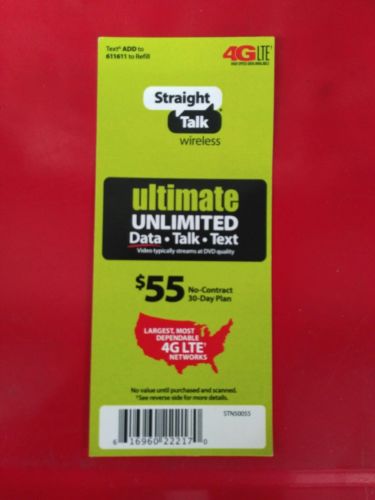 Text* ADD to
611611 to Refill
4G LTE†
Straight
Talk
wireless
ultimate
UNLIMITED
Data • Talk • Text
Video typically streams at DVD quality
$55 No-Contract
30-Day Plan
LARGEST, MOST
DEPENDABLE
4G LTE†
NETWORKS
No value until purchased and scanned.
†See reverse side for more details.
STN50055
6 16960 22217 0